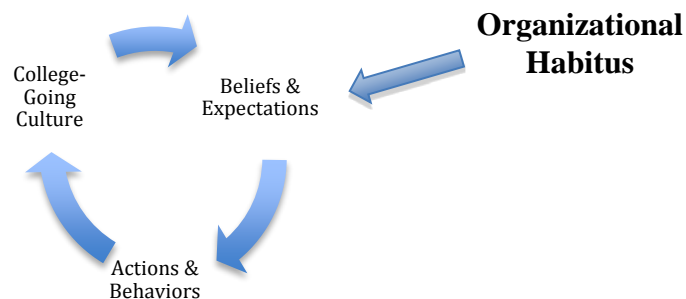 Organizational
Habitus
College-
Going
Culture
Beliefs &
Expectations
Actions &
Behaviors